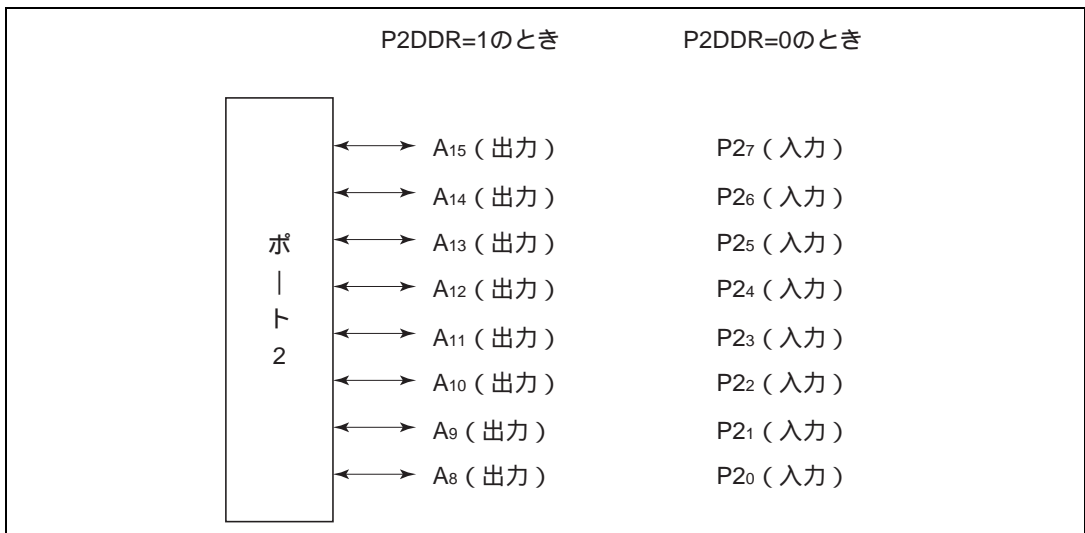 P2DDR=1のとき P2DDR=0のとき
ポート2
A15（出力） P27（入力）
A14（出力） P26（入力）
A13（出力） P25（入力）
A12（出力） P24（入力）
A11（出力） P23（入力）
A10（出力） P22（入力）
A9（出力） P21（入力）
A8（出力） P20（入力）